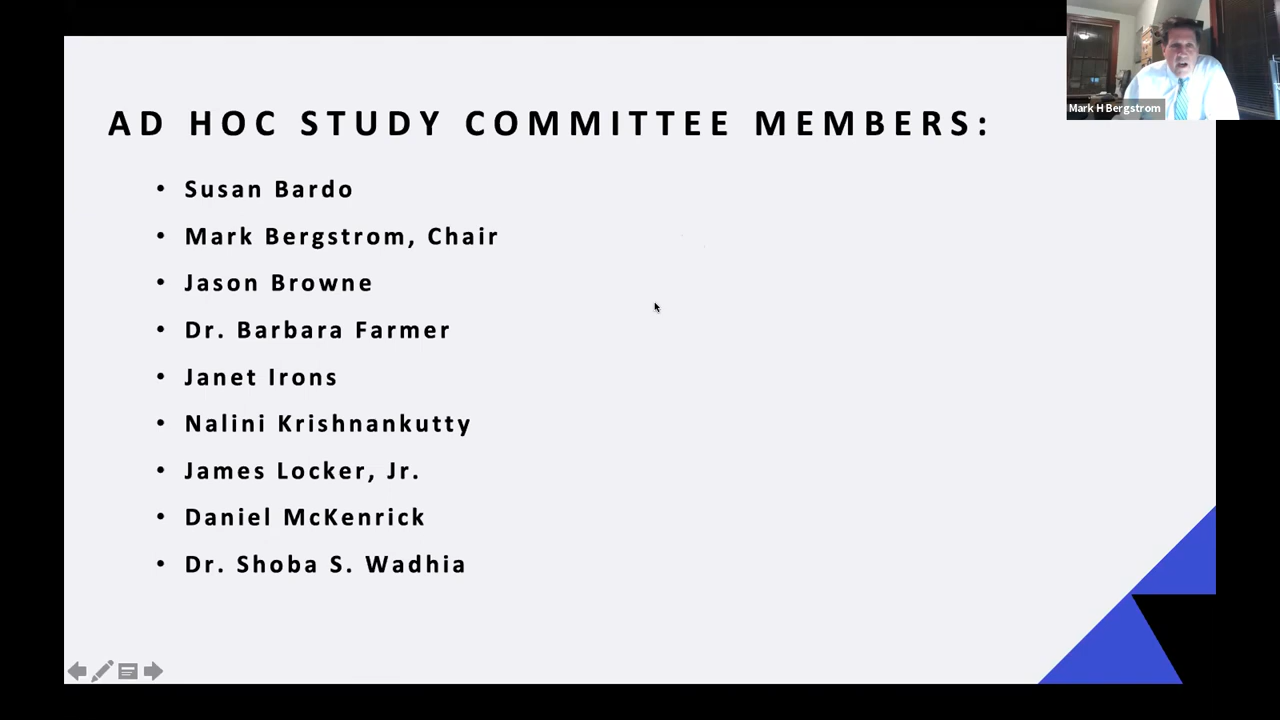 AD HOC STUDY COMMITTEE MEMBERS:
• Susan Bardo
• Mark Bergstrom, Chair
• Jason Browne
• Dr. Barbara Farmer
• Janet Irons
• Nalini Krishnankutty
• James Locker, Jr.
• Daniel McKenrick
• Dr. Shoba S. Wadhia
Mark H Bergstrom